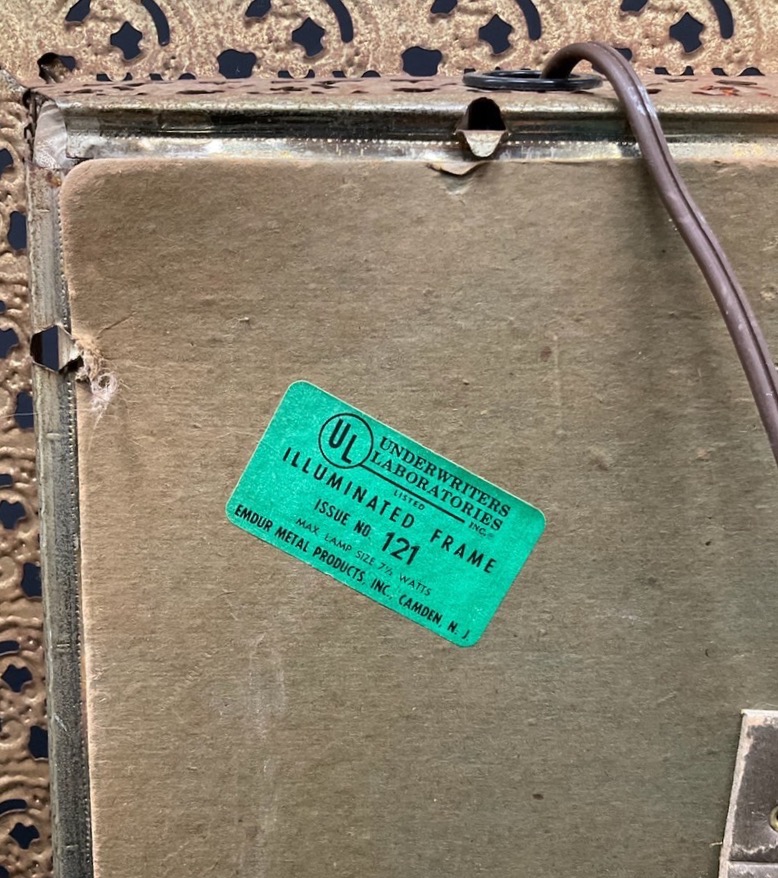 UL
UNDERWRITERS
LABORATORIES
LISTED
INC.®
ILLUMINATED FRAME
ISSUE NO. 121
MAX. LAMP SIZE 7½ WATTS
EMDUR METAL PRODUCTS, INC. CAMDEN, N. J.